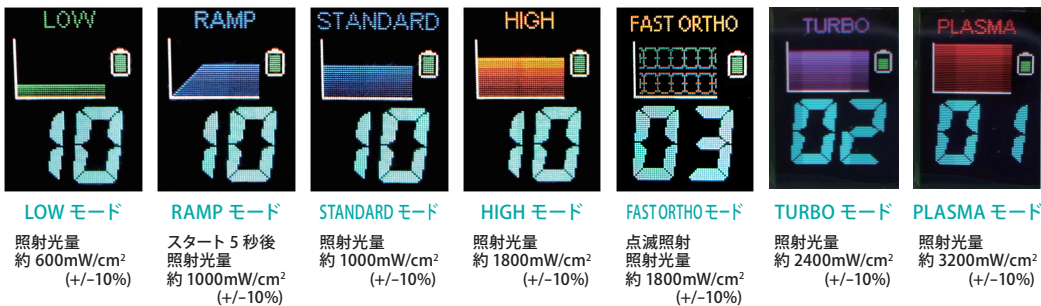 LOW
10
LOW モード
照射光量
約 600mW/cm²
(+/–10%)
RAMP
10
RAMP モード
スタート 5 秒後
照射光量
約 1000mW/cm²
(+/–10%)
STANDARD
10
STANDARD モード
照射光量
約 1000mW/cm²
(+/–10%)
HIGH
10
HIGH モード
照射光量
約 1800mW/cm²
(+/–10%)
FAST ORTHO
03
FAST ORTHO モード
点滅照射
照射光量
約 1800mW/cm²
(+/–10%)
TURBO
02
TURBO モード
照射光量
約 2400mW/cm²
(+/–10%)
PLASMA
01
PLASMA モード
照射光量
約 3200mW/cm²
(+/–10%)